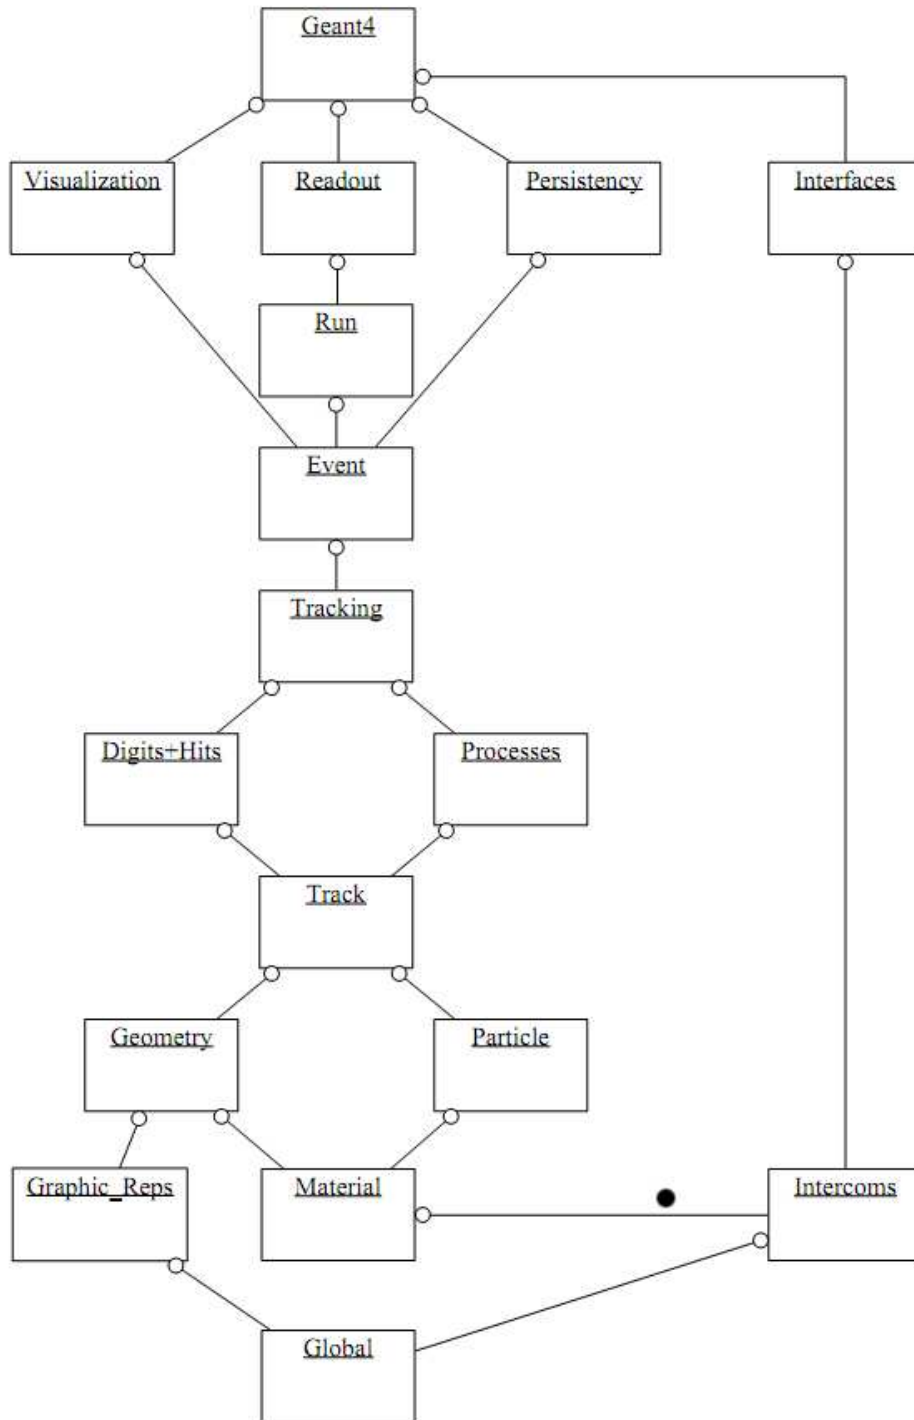 Geant4
Visualization
Readout
Persistency
Interfaces
Run
Event
Tracking
Digits+Hits
Processes
Track
Geometry
Particle
Graphic_Reps
Material
Intercoms
Global